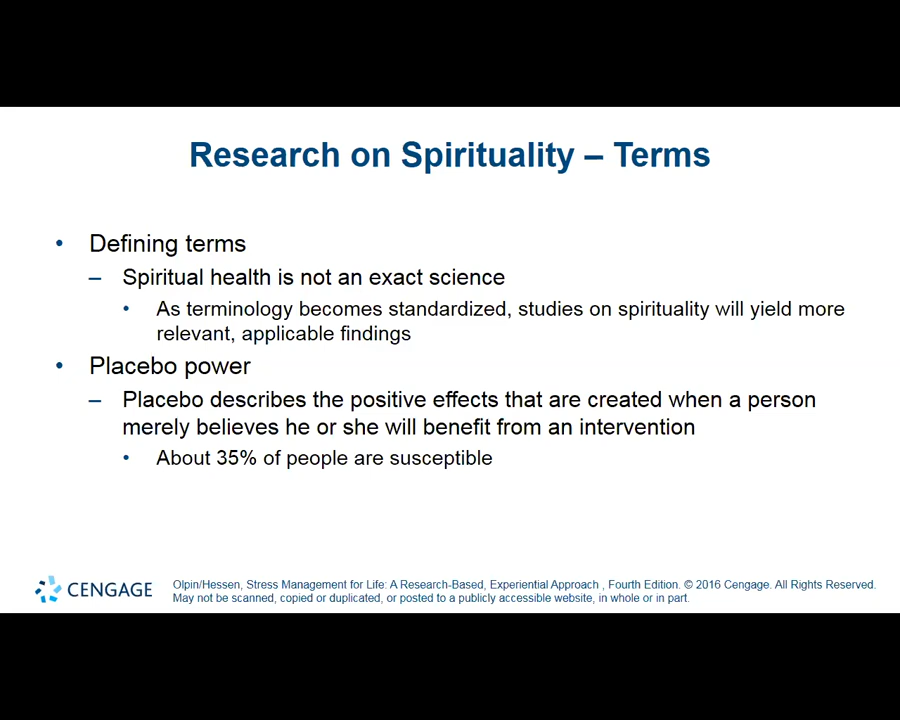 Research on Spirituality – Terms
• Defining terms
– Spiritual health is not an exact science
• As terminology becomes standardized, studies on spirituality will yield more
relevant, applicable findings
• Placebo power
– Placebo describes the positive effects that are created when a person
merely believes he or she will benefit from an intervention
• About 35% of people are susceptible
CENGAGE
Olpin/Hessen, Stress Management for Life: A Research-Based, Experiential Approach , Fourth Edition. © 2016 Cengage. All Rights Reserved.
May not be scanned, copied or duplicated, or posted to a publicly accessible website, in whole or in part.